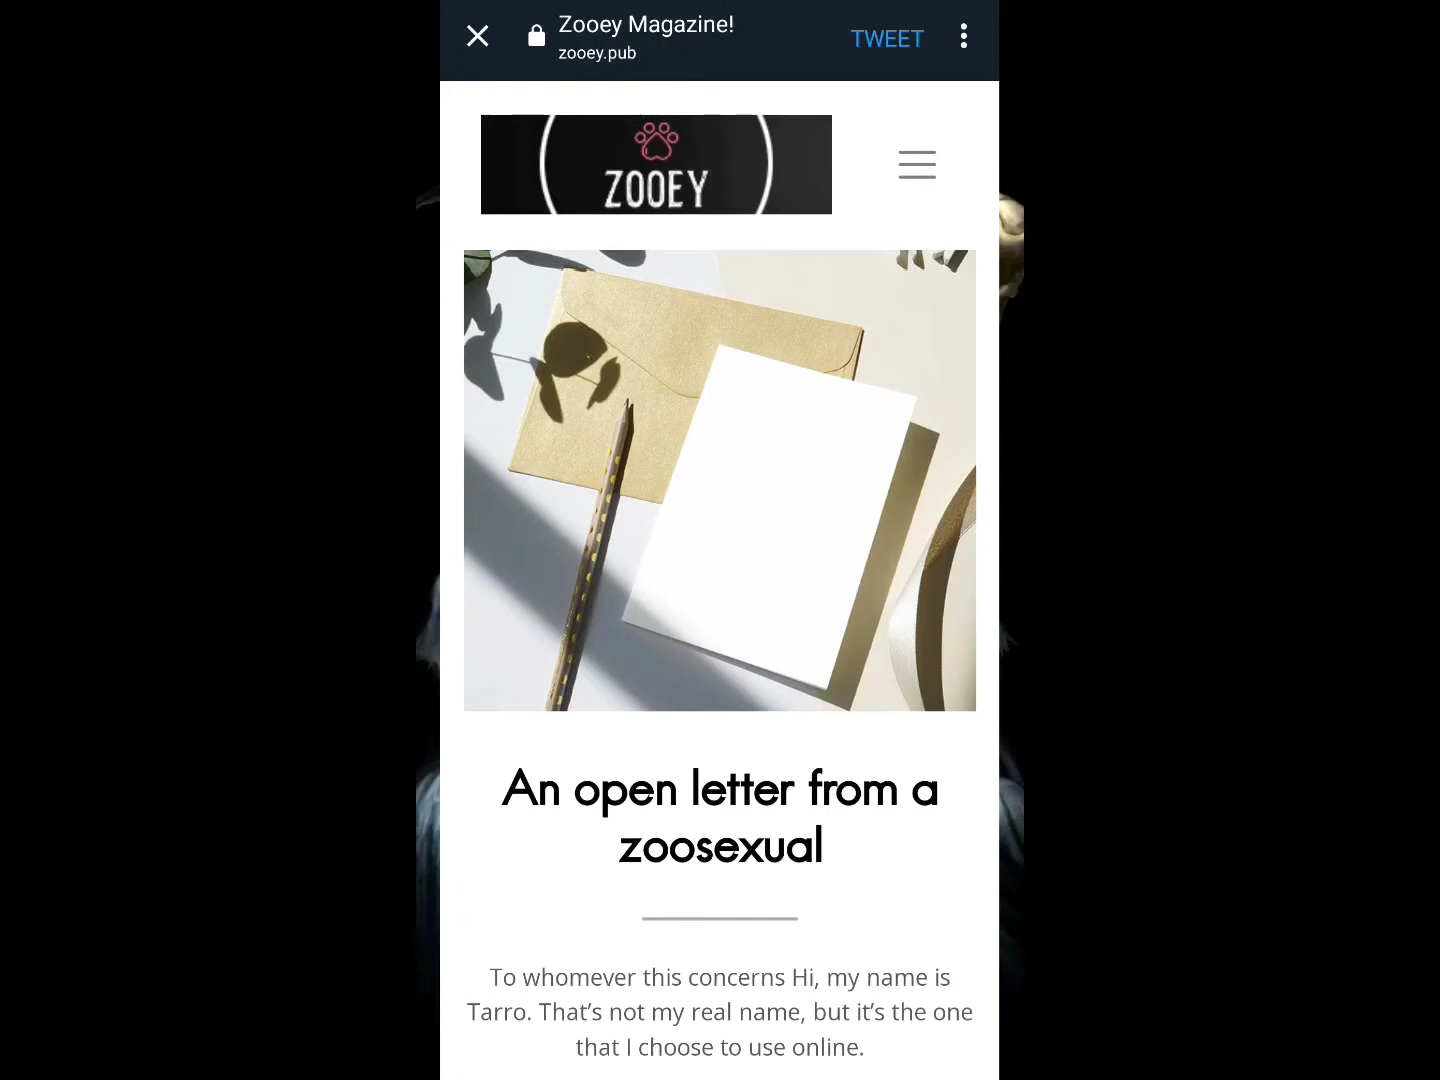 Zooey Magazine!
zooey.pub
TWEET
ZOOEY
An open letter from a
zoosexual
To whomever this concerns Hi, my name is
Tarro. That’s not my real name, but it’s the one
that I choose to use online.